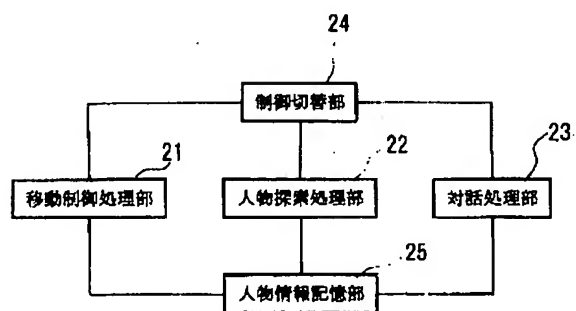 24
制御切替部
21
22
23
移動制御処理部
人物探索処理部
対話処理部
25
人物情報記憶部